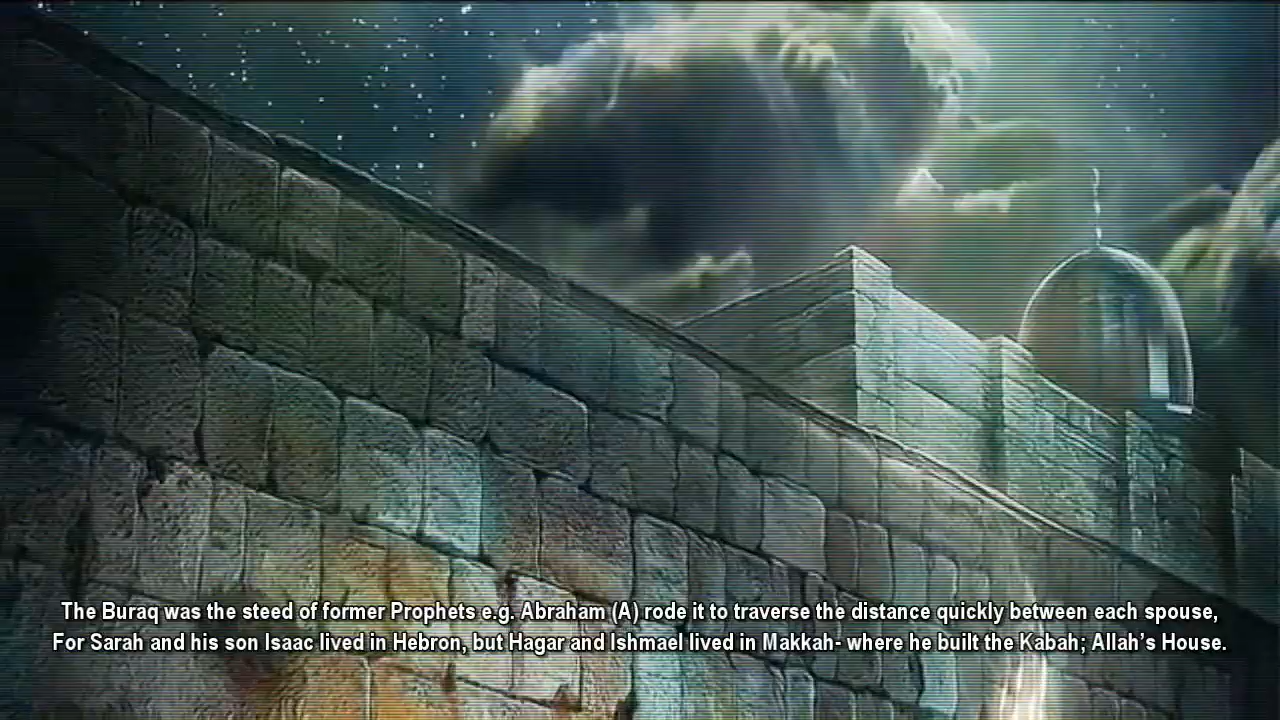 The Buraq was the steed of former Prophets e.g. Abraham (A) rode it to traverse the distance quickly between each spouse,
For Sarah and his son Isaac lived in Hebron, but Hagar and Ishmael lived in Makkah- where he built the Kabah; Allah's House.